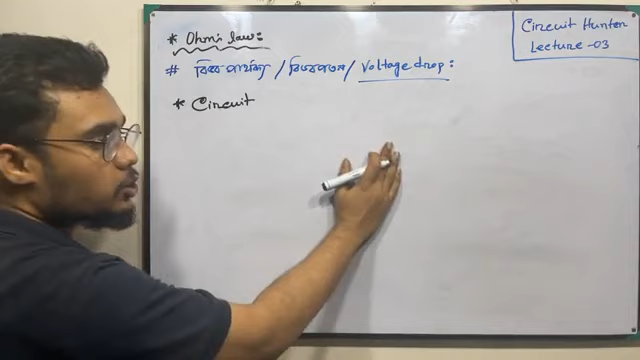 * Ohm's law:
Circuit Hunter
Lecture -03
# বিভব পার্থক্য / বিভবপতন / Voltage drop :
* Circuit